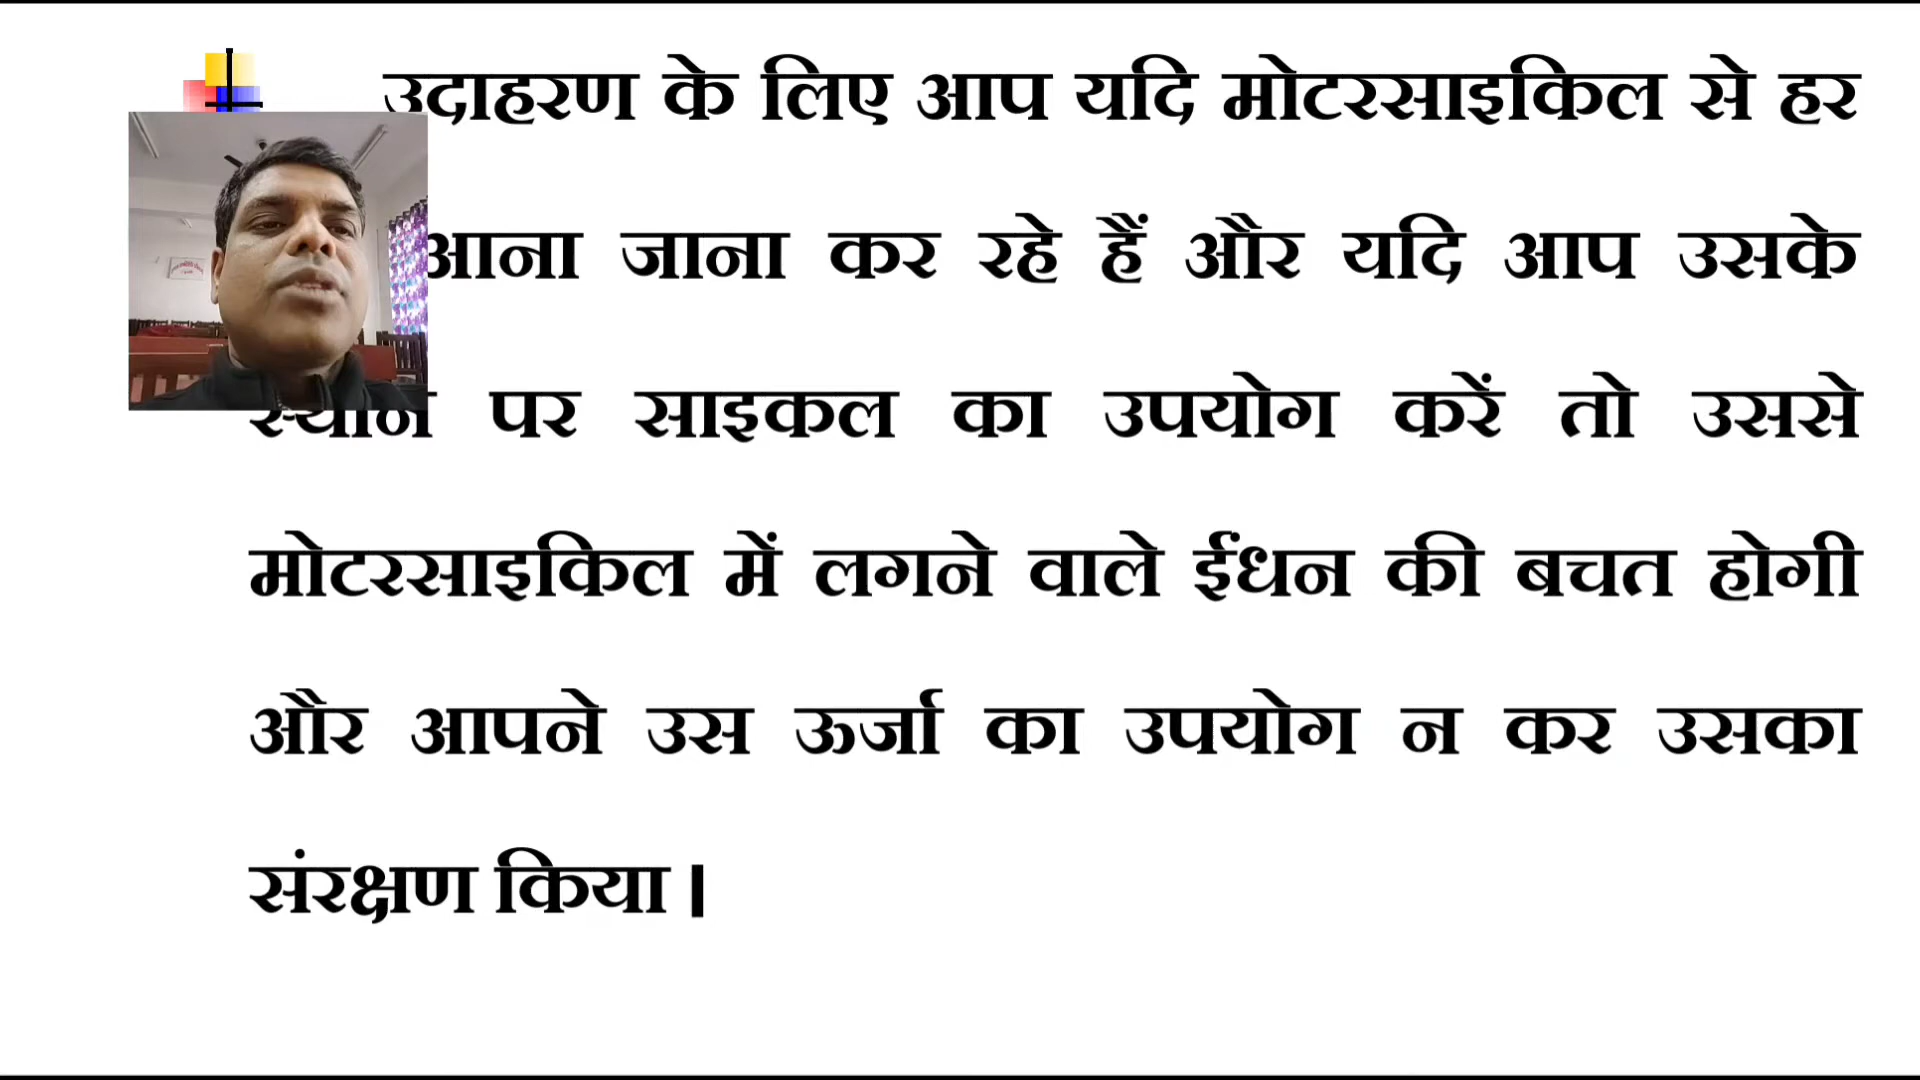 उदाहरण के लिए आप यदि मोटरसाइकिल से हर
आना जाना कर रहे हैं और यदि आप उसके
स्थान पर साइकल का उपयोग करें तो उससे
मोटरसाइकिल में लगने वाले ईधन की बचत होगी
और आपने उस ऊर्जा का उपयोग न कर उसका
संरक्षण किया।